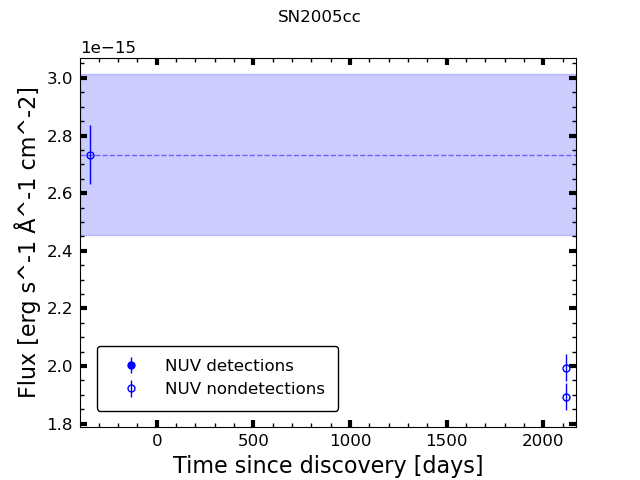 SN2005cc
1e−15
3.0
2.8
2.6
2.4
2.2
2.0
1.8
Flux [erg s^-1 Å^-1 cm^-2]
NUV detections
NUV nondetections
0 500 1000 1500 2000
Time since discovery [days]